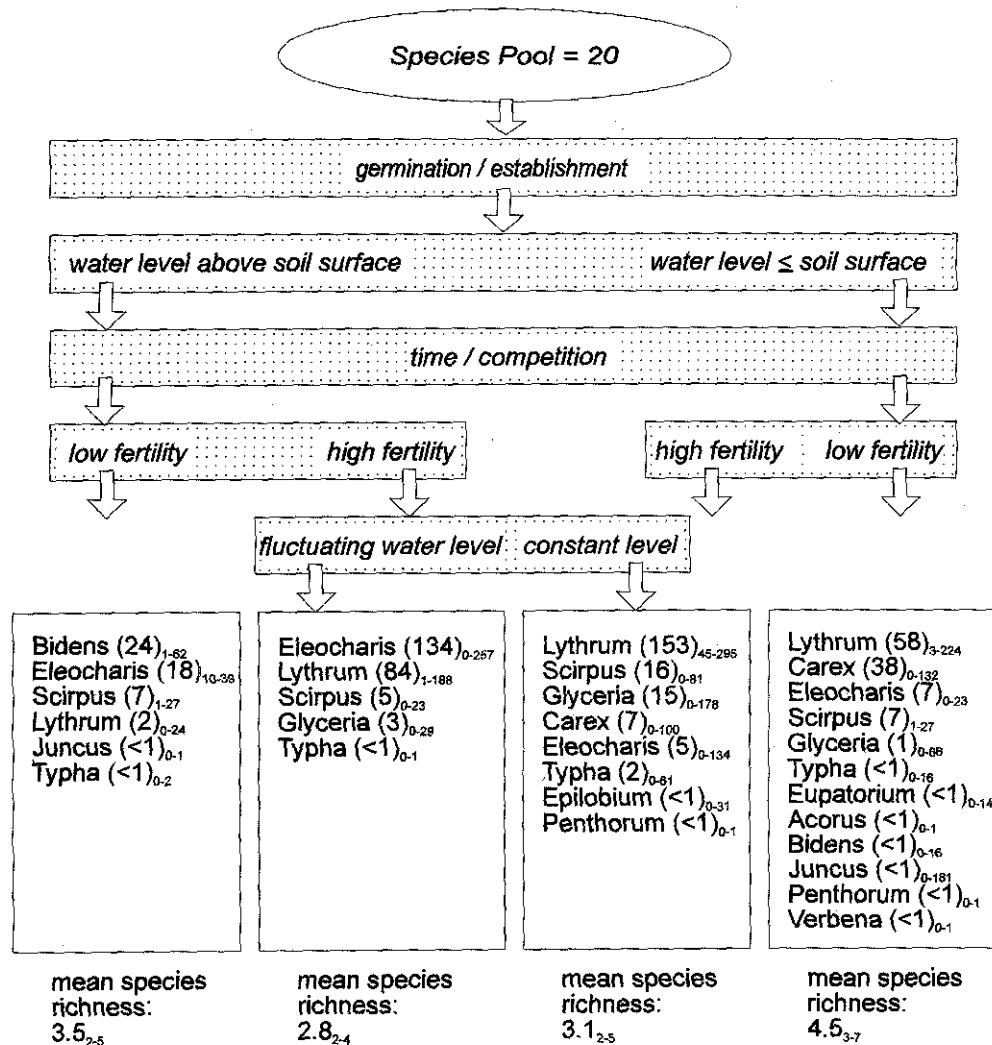 Species Pool = 20
germination / establishment
water level above soil surface
water level ≤ soil surface
time / competition
low fertility
high fertility
high fertility
low fertility
fluctuating water level
constant level
Bidens (24)1-62
Eleocharis (18)10-36
Scirpus (7)1-27
Lythrum (2)0-24
Juncus (<1)0-1
Typha (<1)0-2
Eleocharis (134)0-257
Lythrum (84)1-188
Scirpus (5)0-23
Glyceria (3)0-29
Typha (<1)0-1
Lythrum (153)45-295
Scirpus (16)0-81
Glyceria (15)0-178
Carex (7)0-100
Eleocharis (5)0-134
Typha (2)0-61
Epilobium (<1)0-31
Penthorum (<1)0-1
Lythrum (58)3-224
Carex (38)0-132
Eleocharis (7)0-23
Scirpus (7)1-27
Glyceria (1)0-68
Typha (<1)0-16
Eupatorium (<1)0-14
Acorus (<1)0-1
Bidens (<1)0-16
Juncus (<1)0-181
Penthorum (<1)0-1
Verbena (<1)0-1
mean species
richness:
3.52-5
mean species
richness:
2.82-4
mean species
richness:
3.12-5
mean species
richness:
4.53-7